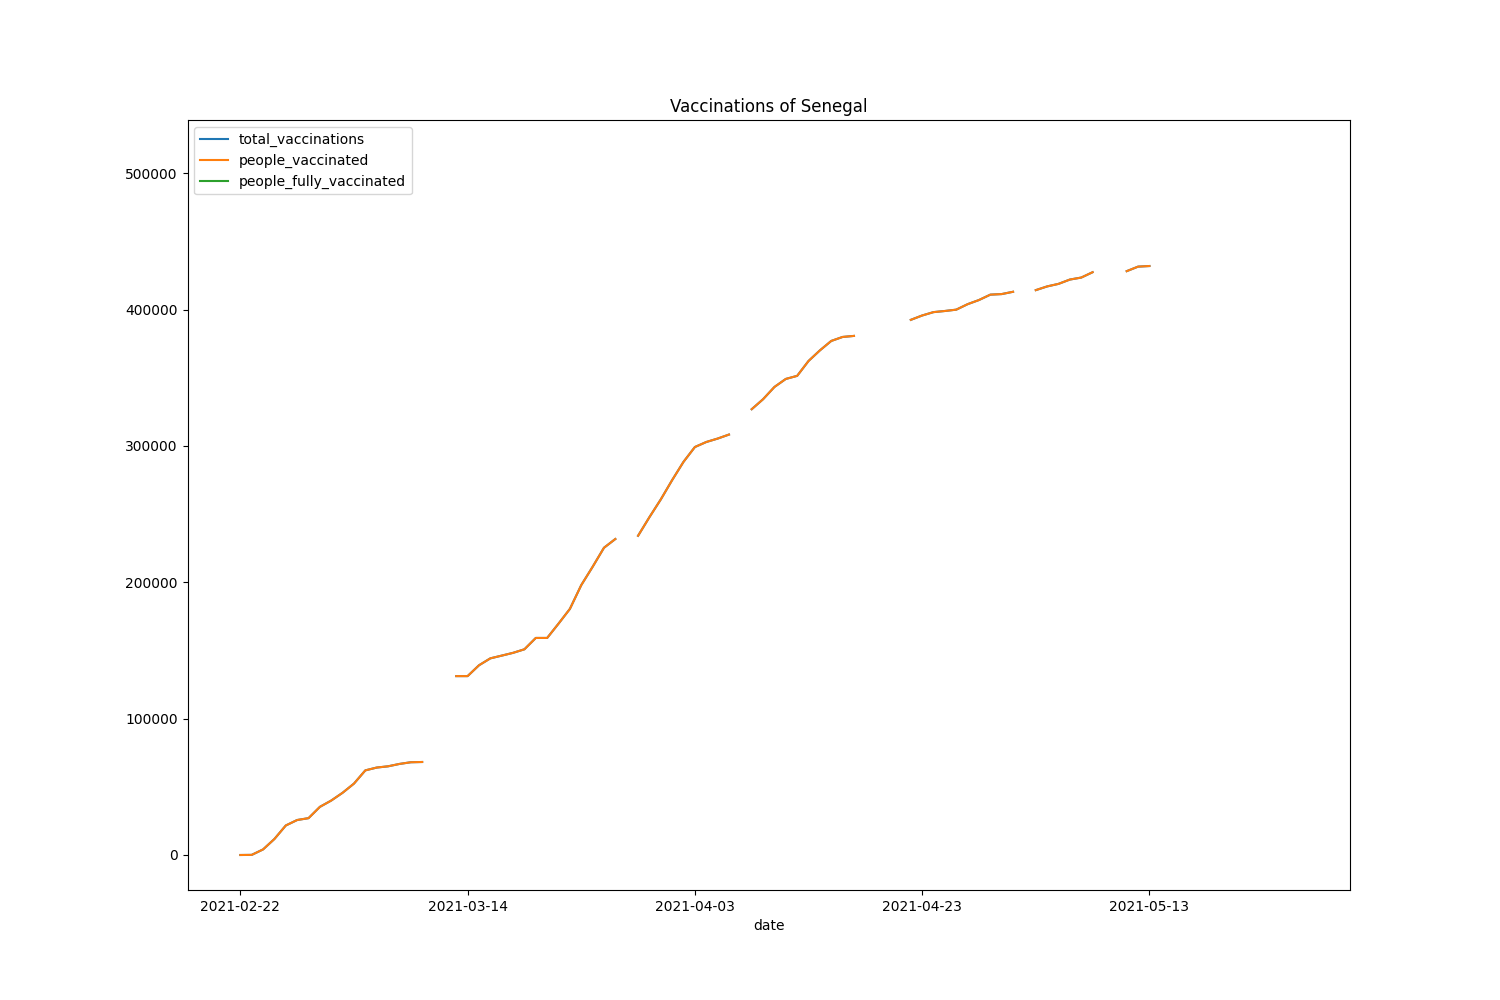 Vaccinations of Senegal
total_vaccinations
people_vaccinated
people_fully_vaccinated
500000
400000
300000
200000
100000
0
2021-02-22 2021-03-14 2021-04-03 2021-04-23 2021-05-13
date